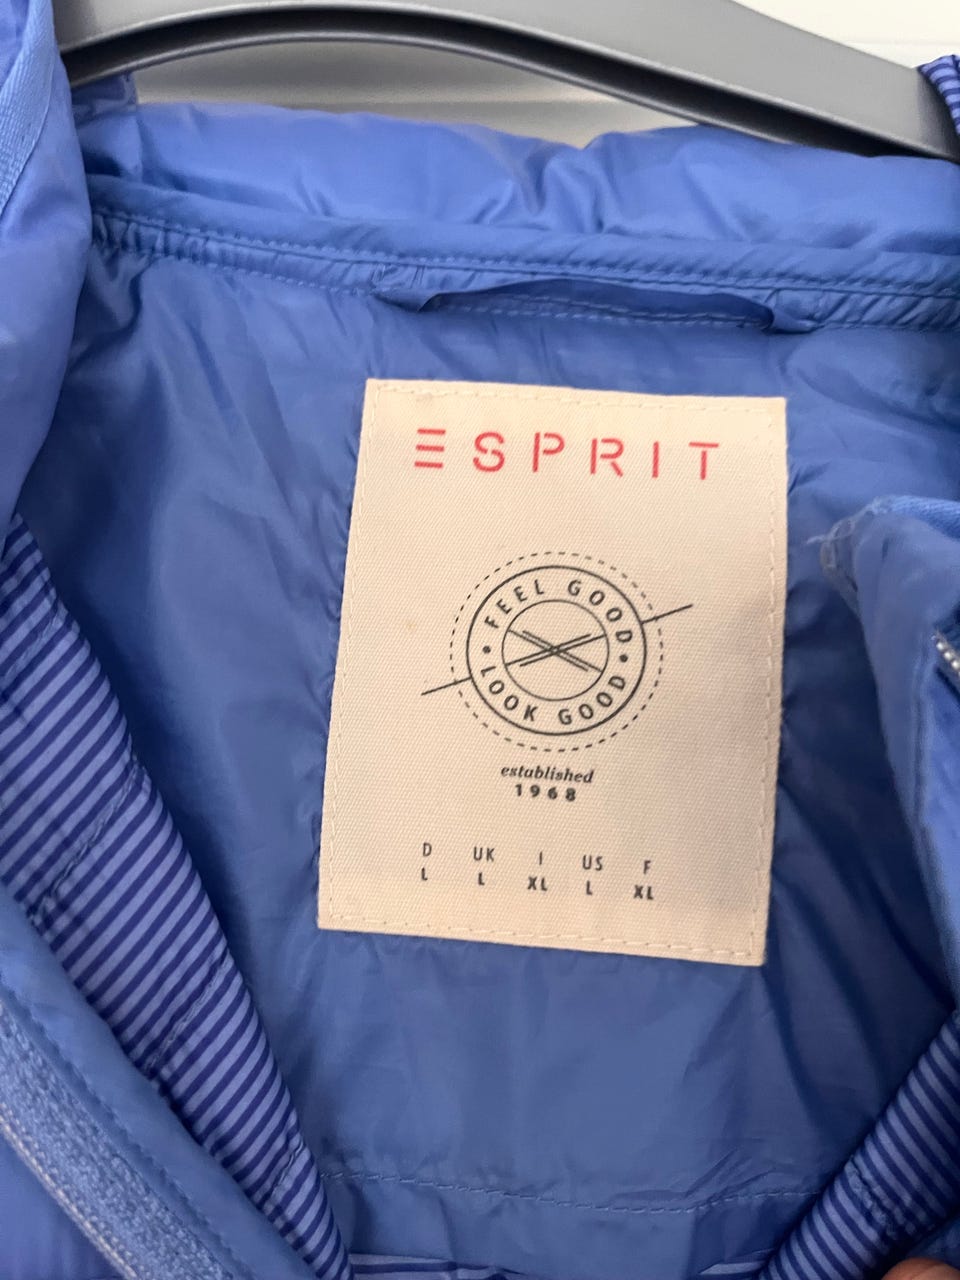 ESPRIT
FEEL GOOD
LOOK GOOD
established
1968
D UK I US F
L L XL L XL